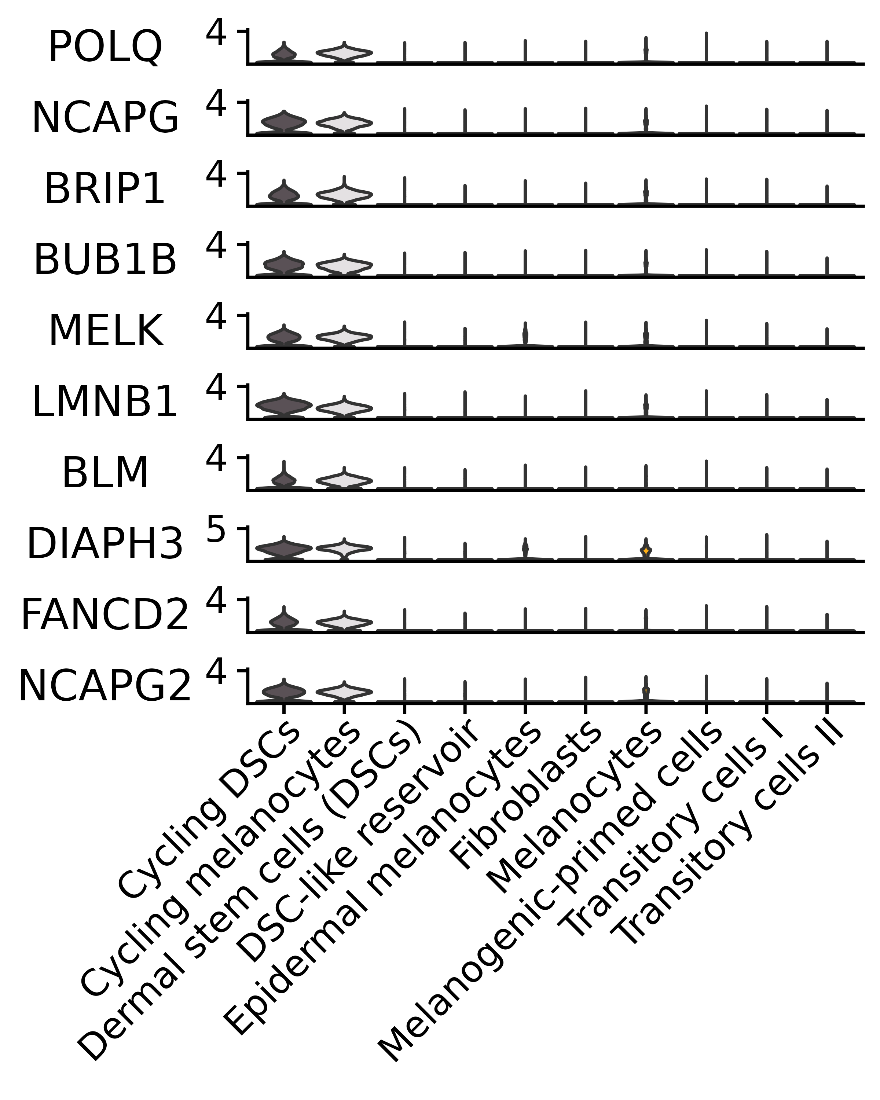 POLQ 4
NCAPG 4
BRIP1 4
BUB1B 4
MELK 4
LMNB1 4
BLM 4
DIAPH3 5
FANCD2 4
NCAPG2 4
Cycling DSCs
Cycling melanocytes
Dermal stem cells (DSCs)
DSC-like reservoir
Epidermal melanocytes
Fibroblasts
Melanocytes
Melanogenic-primed cells
Transitory cells I
Transitory cells II